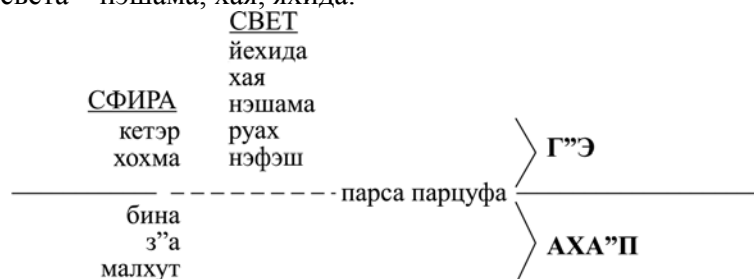 света – нэшама, хая, яхида.
СВЕТ
йехида
хая
СФИРА нэшама
кетэр руах
хохма нэфэш
Г”Э
парса парцуфа
бина
з”а
АХА”П
малхут